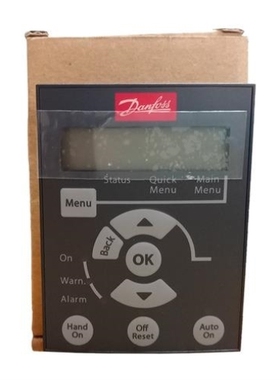 Danfoss
Status Quick Menu Main Menu
Menu
Back
OK
On
Warn.
Alarm
Hand On
Off Reset
Auto On